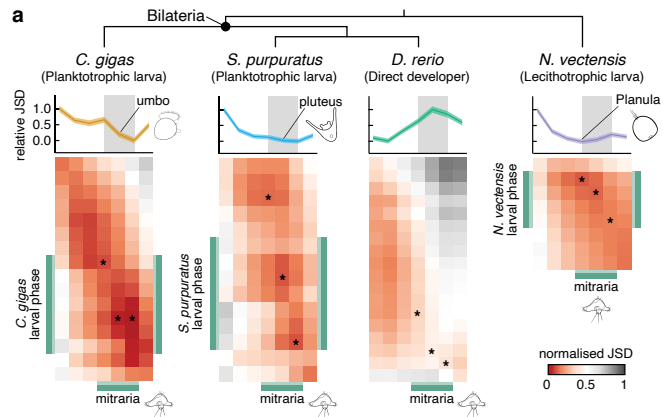 a
Bilateria
C. gigas
(Planktotrophic larva)
S. purpuratus
(Planktotrophic larva)
D. rerio
(Direct developer)
N. vectensis
(Lecithotrophic larva)
relative JSD
1.0
0.5
0.0
umbo
pluteus
Planula
C. gigas
larval phase
S. purpuratus
larval phase
N. vectensis
larval phase
*
* *
*
*
*
*
*
*
*
*
*
mitraria
mitraria
mitraria
mitraria
normalised JSD
0 1